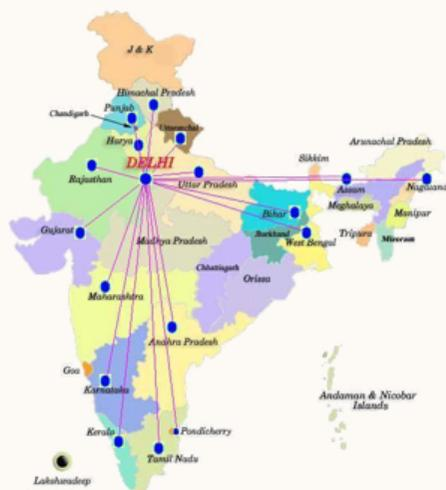 J & K
Himachal Pradesh
Punjab
Chandigarh
Uttaranchal
Harya
DELHI
Arunachal Pradesh
Sikkim
Rajasthan
Uttar Pradesh
Assam
Nagaland
Meghalaya
Bihar
Manipur
Gujarat
Jharkhand
West Bengal
Tripura
Mizoram
Madhya Pradesh
Chhattisgarh
Orissa
Maharashtra
Andhra Pradesh
Goa
Karnataka
Andaman & Nicobar
Islands
Kerala
Pondicherry
Tamil Nadu
Lakshwadeep